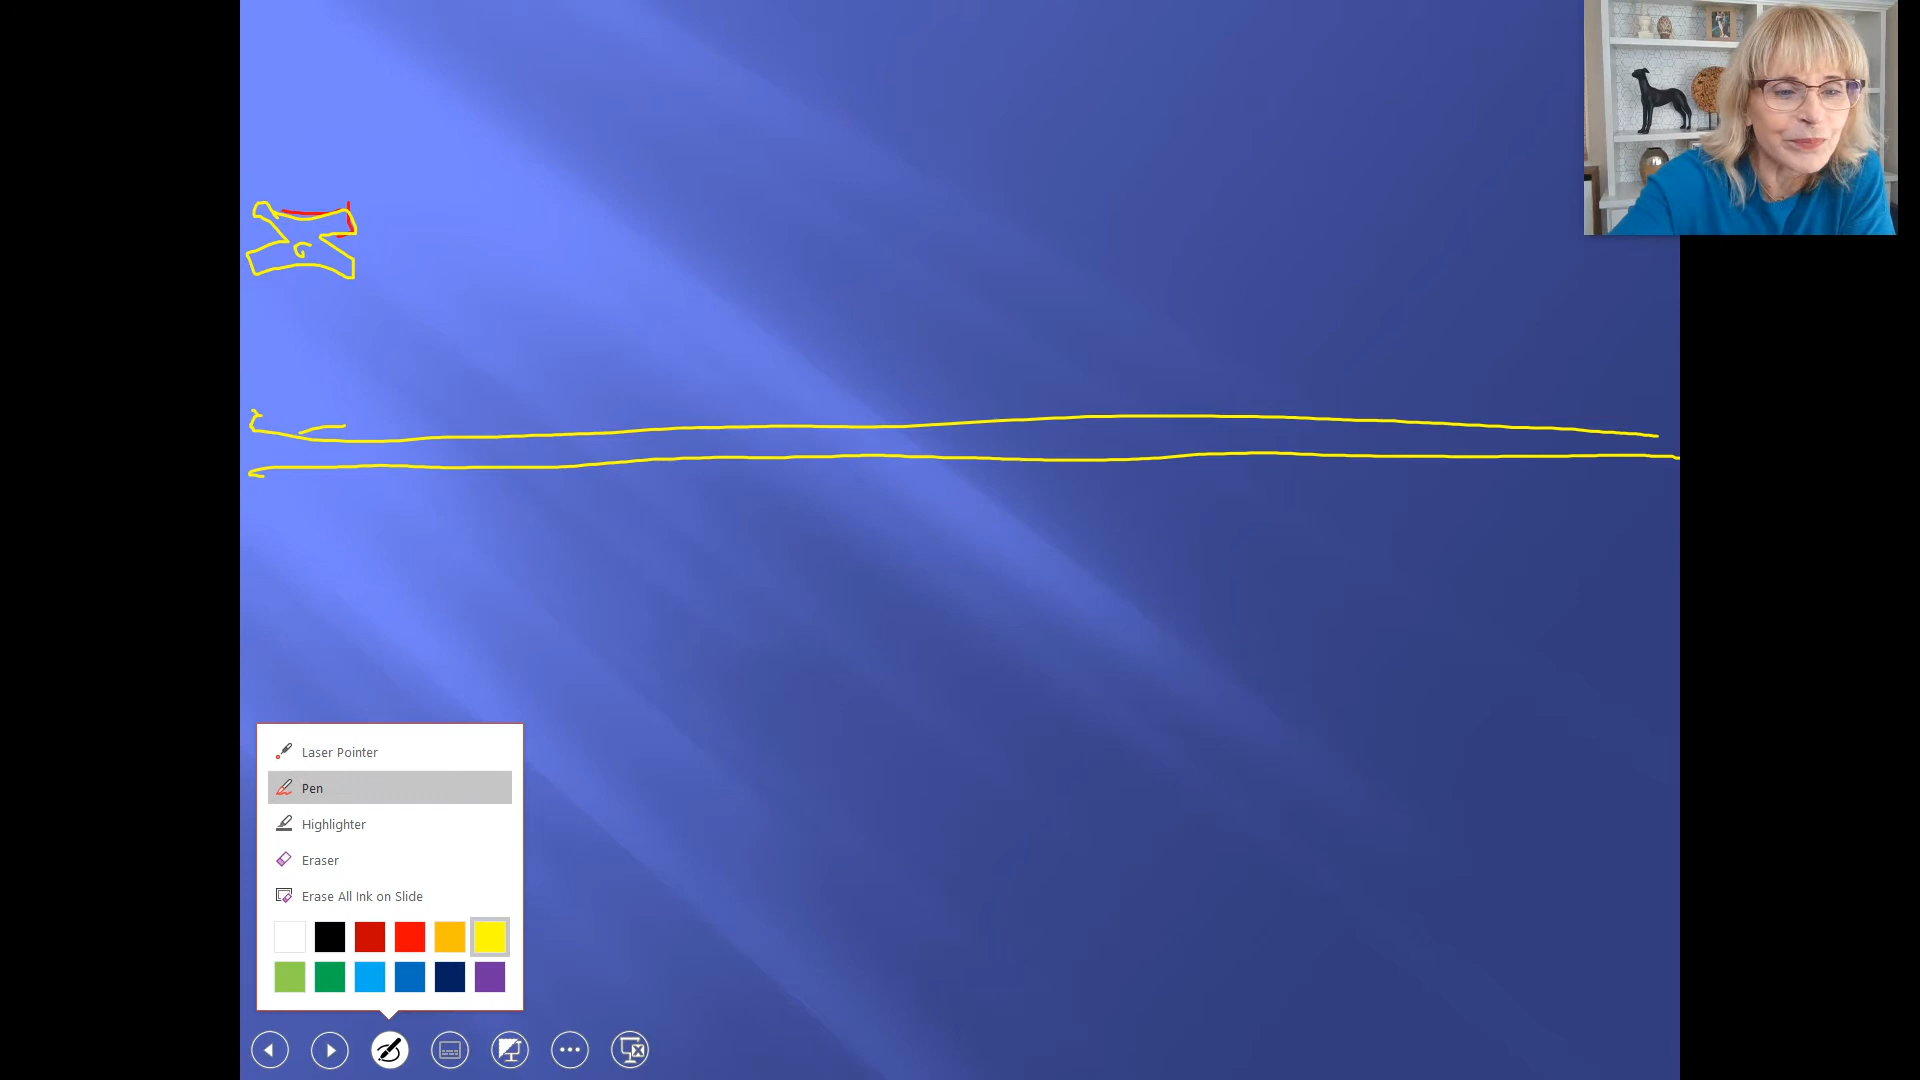 Laser Pointer
Pen
Highlighter
Eraser
Erase All Ink on Slide